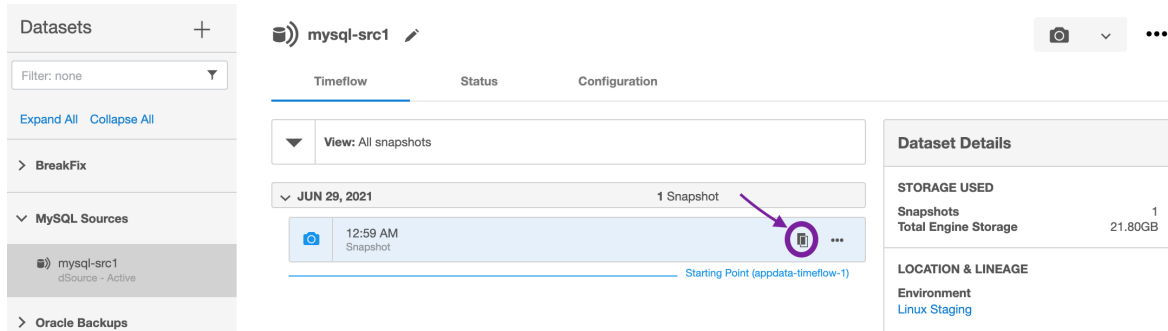 Datasets
Filter: none
Expand All Collapse All
BreakFix
MySQL Sources
mysql-src1
dSource - Active
Oracle Backups
mysql-src1
Timeflow Status Configuration
View: All snapshots
JUN 29, 2021 1 Snapshot
12:59 AM
Snapshot
Starting Point (appdata-timeflow-1)
Dataset Details
STORAGE USED
Snapshots 1
Total Engine Storage 21.80GB
LOCATION & LINEAGE
Environment
Linux Staging